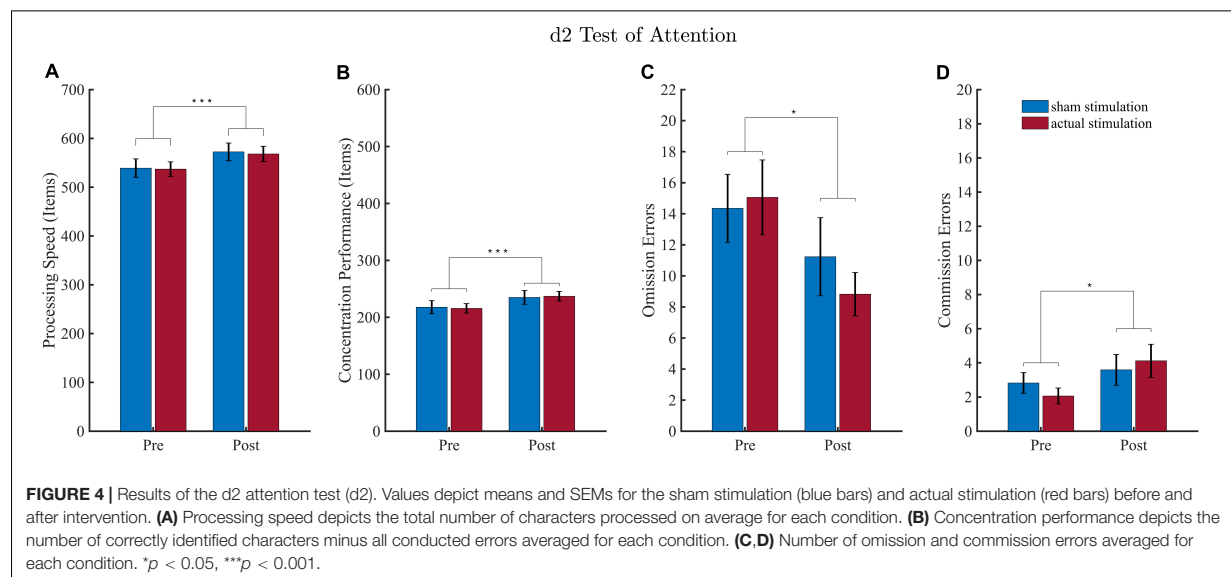 d2 Test of Attention
A
700
600
500
400
300
200
100
0
Processing Speed (Items)
***
Pre
Post
B
600
500
400
300
200
100
0
Concentration Performance (Items)
***
Pre
Post
C
22
20
18
16
14
12
10
8
6
4
2
0
Omission Errors
*
Pre
Post
D
20
18
16
14
12
10
8
6
4
2
0
Commission Errors
sham stimulation
actual stimulation
*
Pre
Post
FIGURE 4 | Results of the d2 attention test (d2). Values depict means and SEMs for the sham stimulation (blue bars) and actual stimulation (red bars) before and
after intervention. (A) Processing speed depicts the total number of characters processed on average for each condition. (B) Concentration performance depicts the
number of correctly identified characters minus all conducted errors averaged for each condition. (C,D) Number of omission and commission errors averaged for
each condition. *p < 0.05, ***p < 0.001.